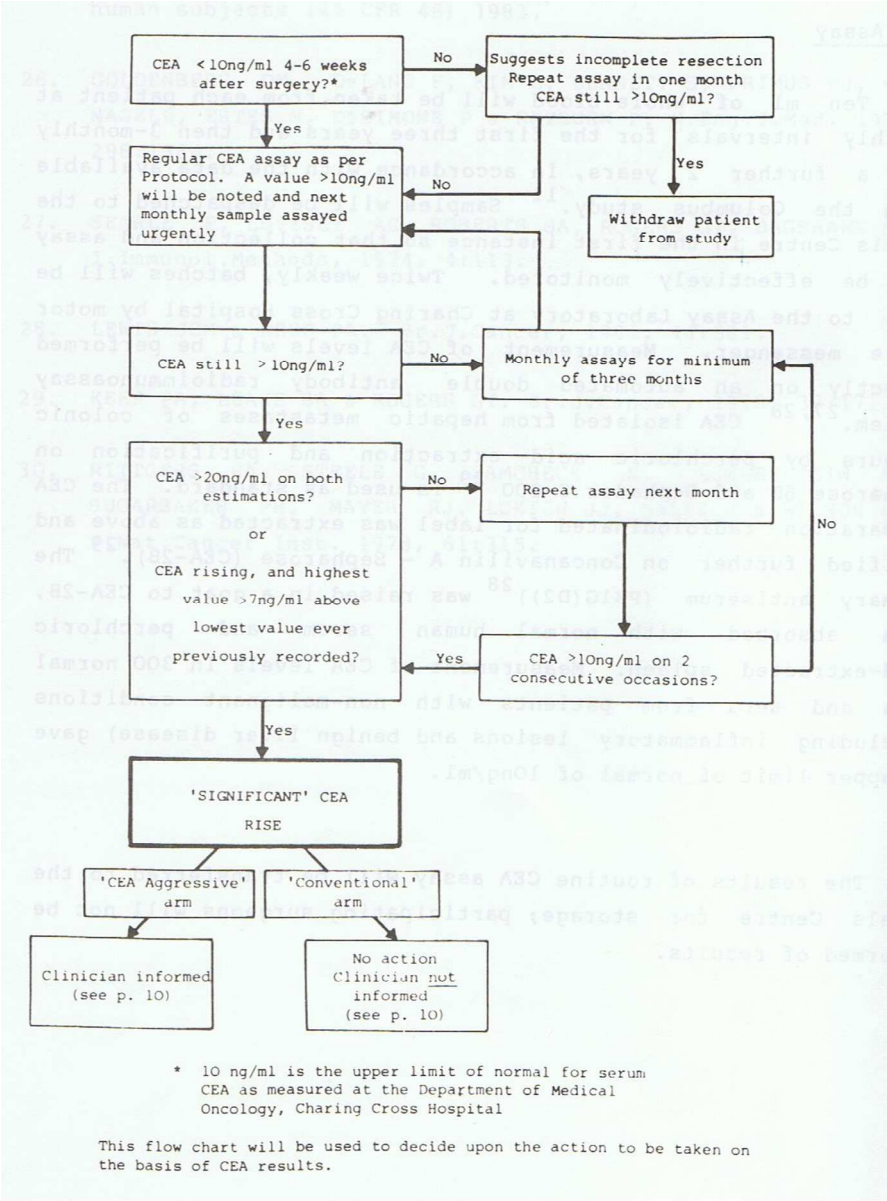 CEA <10ng/ml 4-6 weeks
after surgery?*
No
Suggests incomplete resection
Repeat assay in one month
CEA still >10ng/ml?
Yes
Regular CEA assay as per
Protocol. A value >10ng/ml
will be noted and next
monthly sample assayed
urgently
No
Yes
Withdraw patient
from study
CEA still >10ng/ml?
No
Monthly assays for minimum
of three months
Yes
CEA >20ng/ml on both
estimations?
or
CEA rising, and highest
value >7ng/ml above
lowest value ever
previously recorded?
No
Repeat assay next month
No
Yes
CEA >10ng/ml on 2
consecutive occasions?
Yes
'SIGNIFICANT' CEA
RISE
'CEA Aggressive'
arm
'Conventional'
arm
Clinician informed
(see p. 10)
No action
Clinician not
informed
(see p. 10)
* 10 ng/ml is the upper limit of normal for serum
CEA as measured at the Department of Medical
Oncology, Charing Cross Hospital
This flow chart will be used to decide upon the action to be taken on
the basis of CEA results.